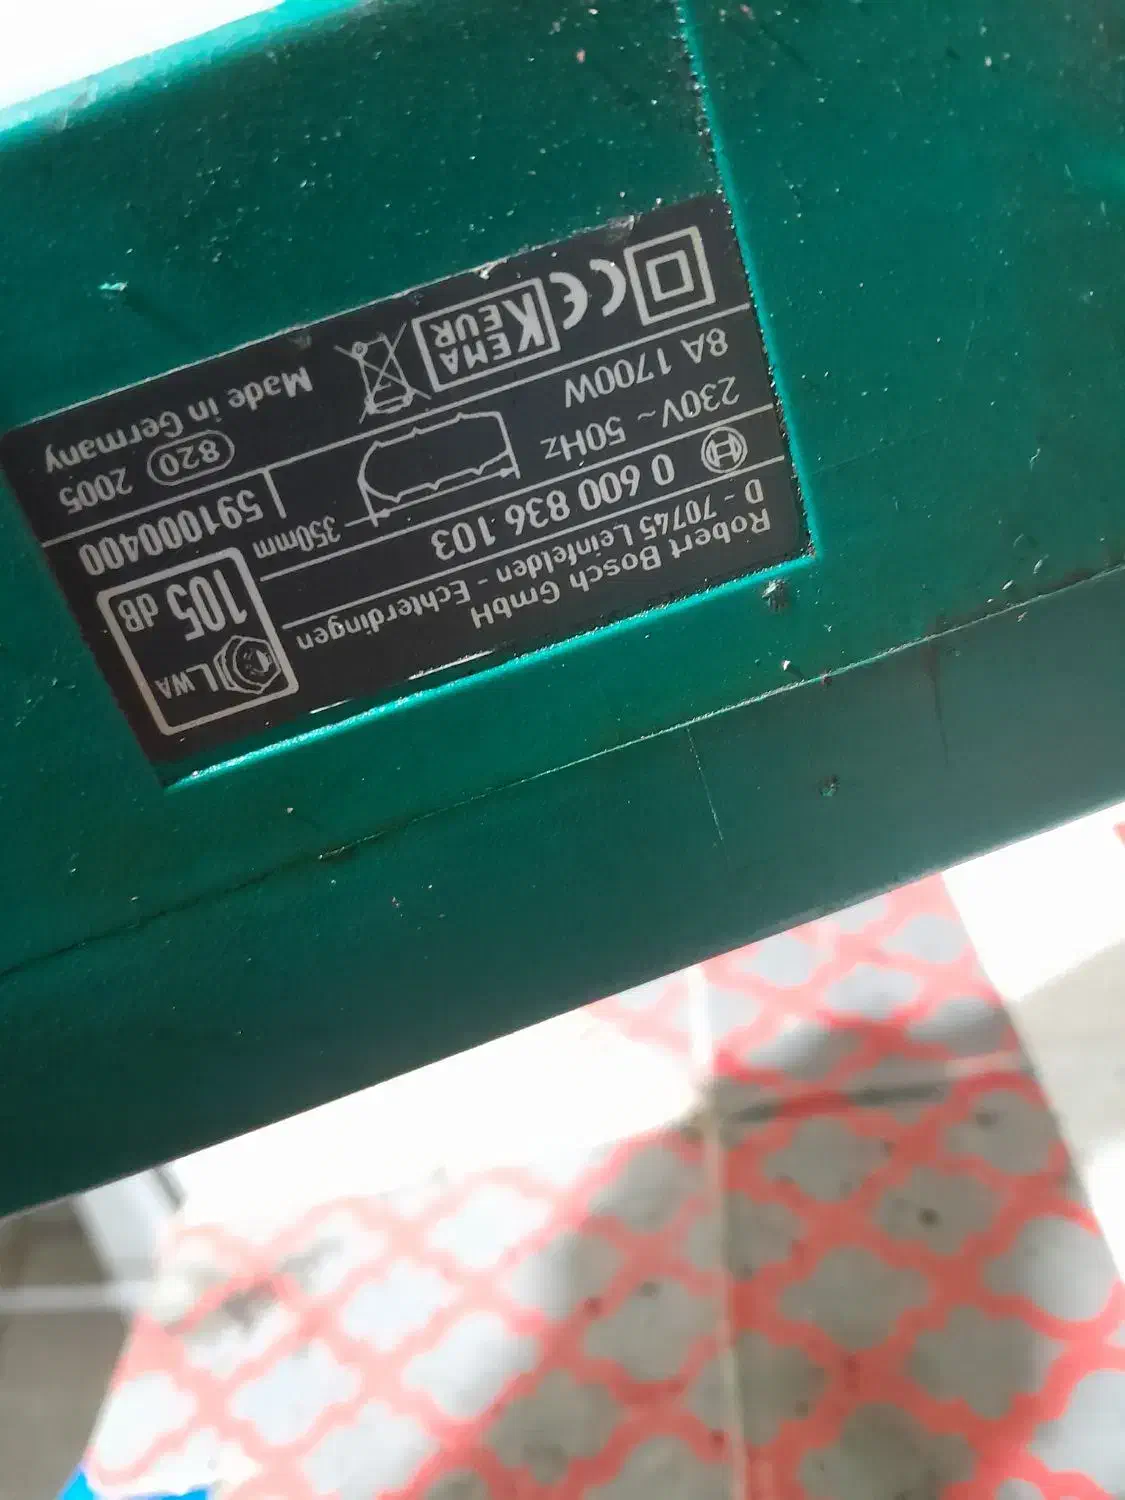 Robert Bosch GmbH
D - 70745 Leinfelden - Echterdingen
0 600 836 103
230V ~ 50Hz
8A 1700W
350mm
LWA
105 dB
591000400
820 2005
Made in Germany
KEMA
KEUR
CE